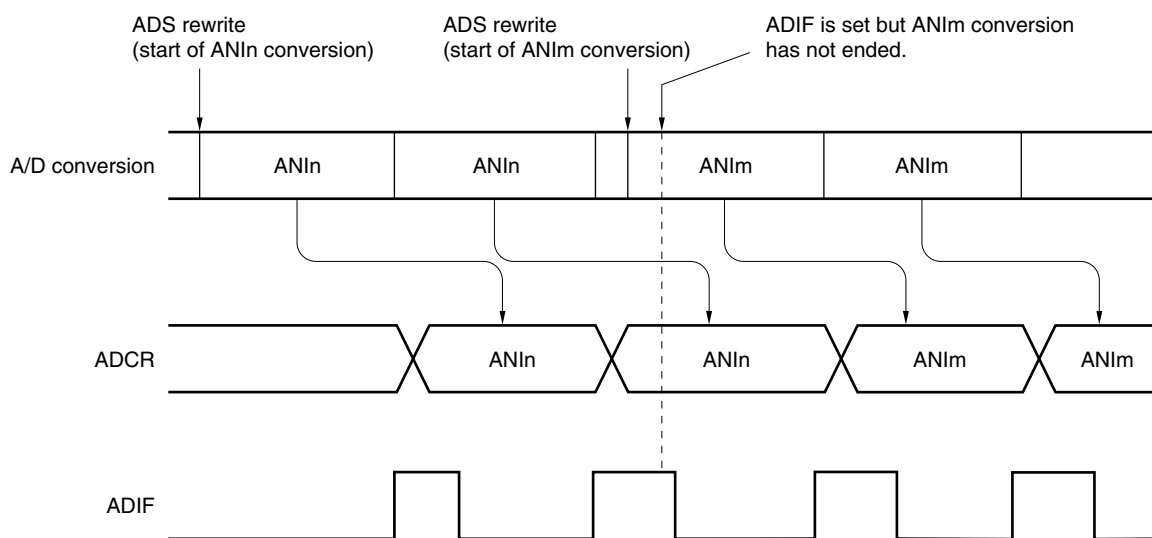 ADS rewrite
(start of ANIn conversion)
ADS rewrite
(start of ANIm conversion)
ADIF is set but ANIm conversion
has not ended.
A/D conversion
ANIn
ANIn
ANIm
ANIm
ADCR
ANIn
ANIn
ANIm
ANIm
ADIF